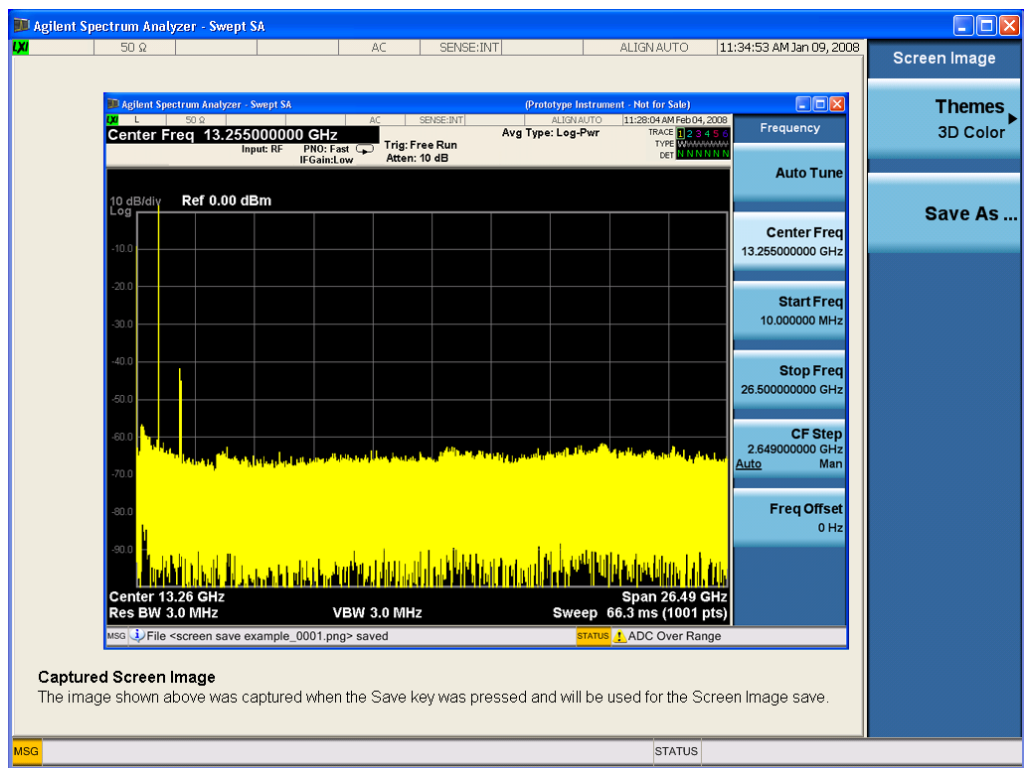 Agilent Spectrum Analyzer - Swept SA
LXI 50 Ω AC SENSE:INT ALIGN AUTO 11:34:53 AM Jan 09, 2008
Screen Image
Themes
3D Color
Save As ...
Agilent Spectrum Analyzer - Swept SA (Prototype Instrument - Not for Sale)
LXI L 50 Ω AC SENSE:INT ALIGNAUTO 11:28:04 AM Feb 04, 2008
Center Freq 13.255000000 GHz
Input: RF PNO: Fast
IFGain:Low
Trig: Free Run
Atten: 10 dB
Avg Type: Log-Pwr
TRACE 1 2 3 4 5 6
TYPE WWWWWW
DET N N N N N N
10 dB/div Ref 0.00 dBm
Log
-10.0
-20.0
-30.0
-40.0
-50.0
-60.0
-70.0
-80.0
-90.0
Center 13.26 GHz Span 26.49 GHz
Res BW 3.0 MHz VBW 3.0 MHz Sweep 66.3 ms (1001 pts)
MSG File <screen save example_0001.png> saved STATUS ADC Over Range
Frequency
Auto Tune
Center Freq
13.255000000 GHz
Start Freq
10.000000 MHz
Stop Freq
26.500000000 GHz
CF Step
2.649000000 GHz
Auto Man
Freq Offset
0 Hz
Captured Screen Image
The image shown above was captured when the Save key was pressed and will be used for the Screen Image save.
MSG STATUS